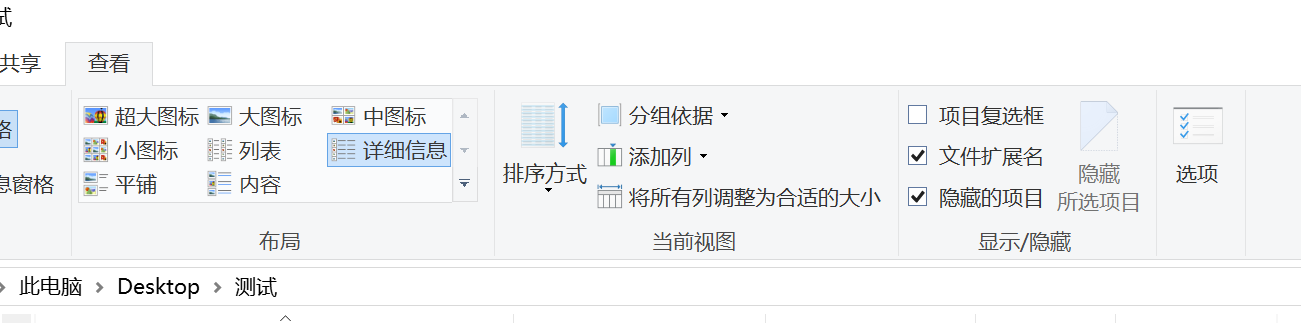 试
共享 查看
超大图标 大图标 中图标
小图标 列表 详细信息
平铺 内容
布局
排序方式
分组依据
添加列
将所有列调整为合适的大小
当前视图
项目复选框
文件扩展名
隐藏的项目
隐藏
所选项目
显示/隐藏
选项
格
息窗格
此电脑 Desktop 测试